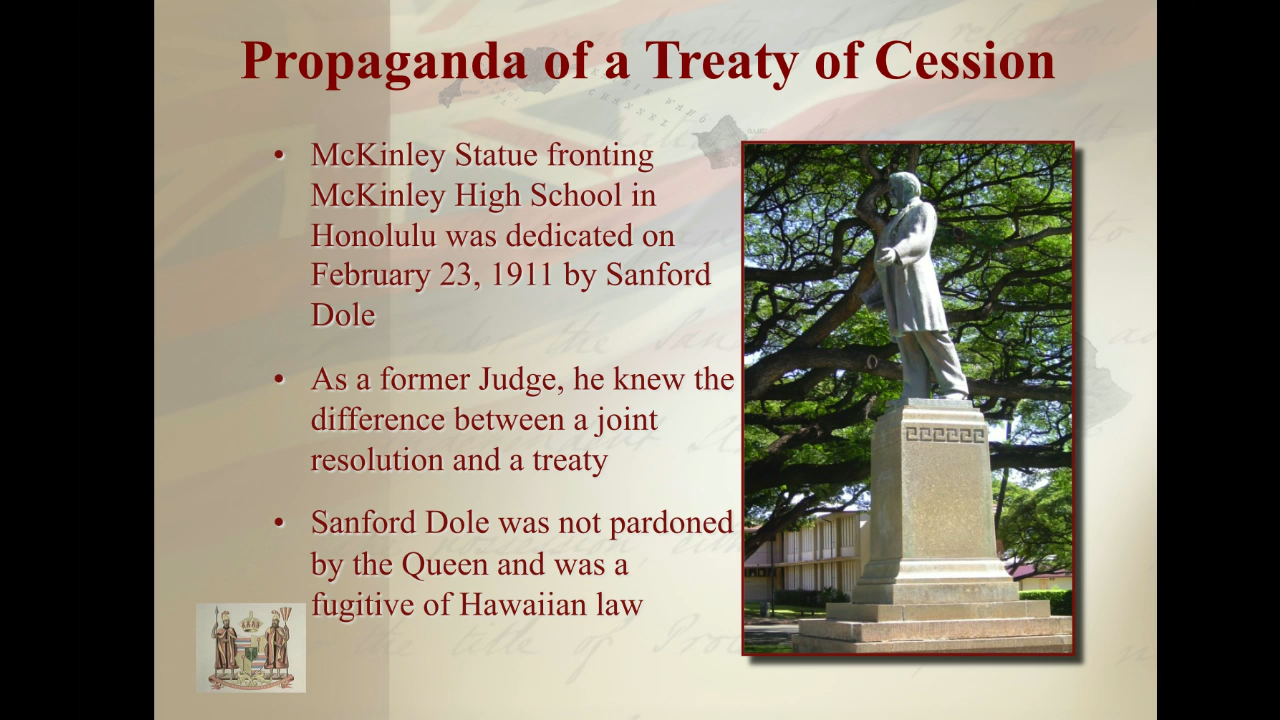 Propaganda of a Treaty of Cession
• McKinley Statue fronting
McKinley High School in
Honolulu was dedicated on
February 23, 1911 by Sanford
Dole
• As a former Judge, he knew the
difference between a joint
resolution and a treaty
• Sanford Dole was not pardoned
by the Queen and was a
fugitive of Hawaiian law